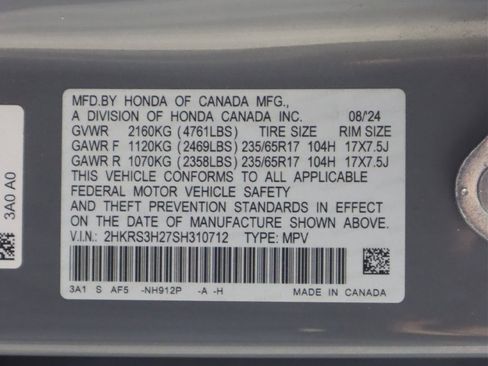 MFD.BY HONDA OF CANADA MFG.,
A DIVISION OF HONDA CANADA INC. 08/'24
GVWR 2160KG (4761LBS) TIRE SIZE RIM SIZE
GAWR F 1120KG (2469LBS) 235/65R17 104H 17X7.5J
GAWR R 1070KG (2358LBS) 235/65R17 104H 17X7.5J
THIS VEHICLE CONFORMS TO ALL APPLICABLE
FEDERAL MOTOR VEHICLE SAFETY
AND THEFT PREVENTION STANDARDS IN EFFECT
ON THE DATE OF MANUFACTURE SHOWN ABOVE.
V.I.N.: 2HKRS3H27SH310712 TYPE: MPV
3A1 S AF5 -NH912P -A -H MADE IN CANADA
3A0 A0